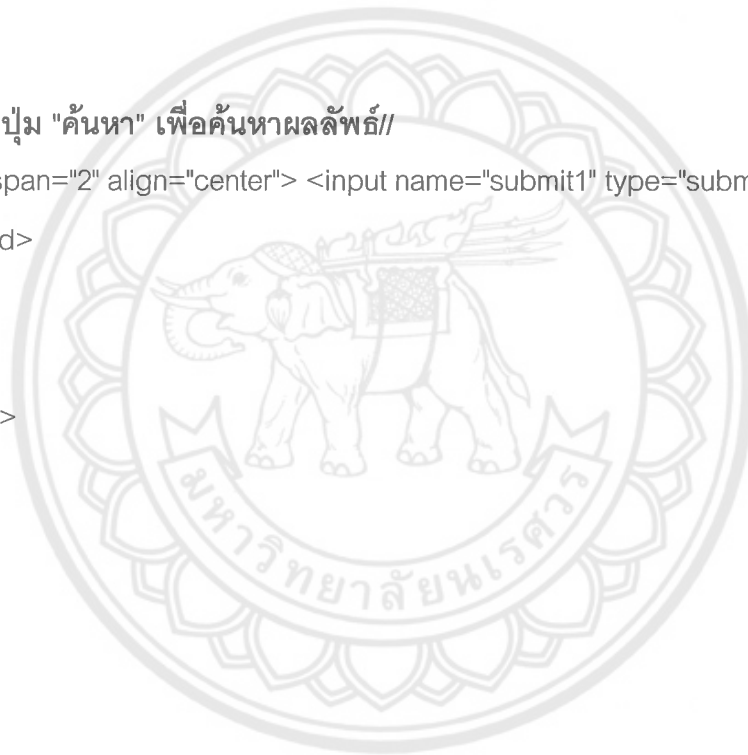 ปุ่ม "ค้นหา" เพื่อค้นหาผลลัพธ์//
span="2" align="center"> <input name="submit1" type="subm
d>
>
มหาวิทยาลัยนเรศวร